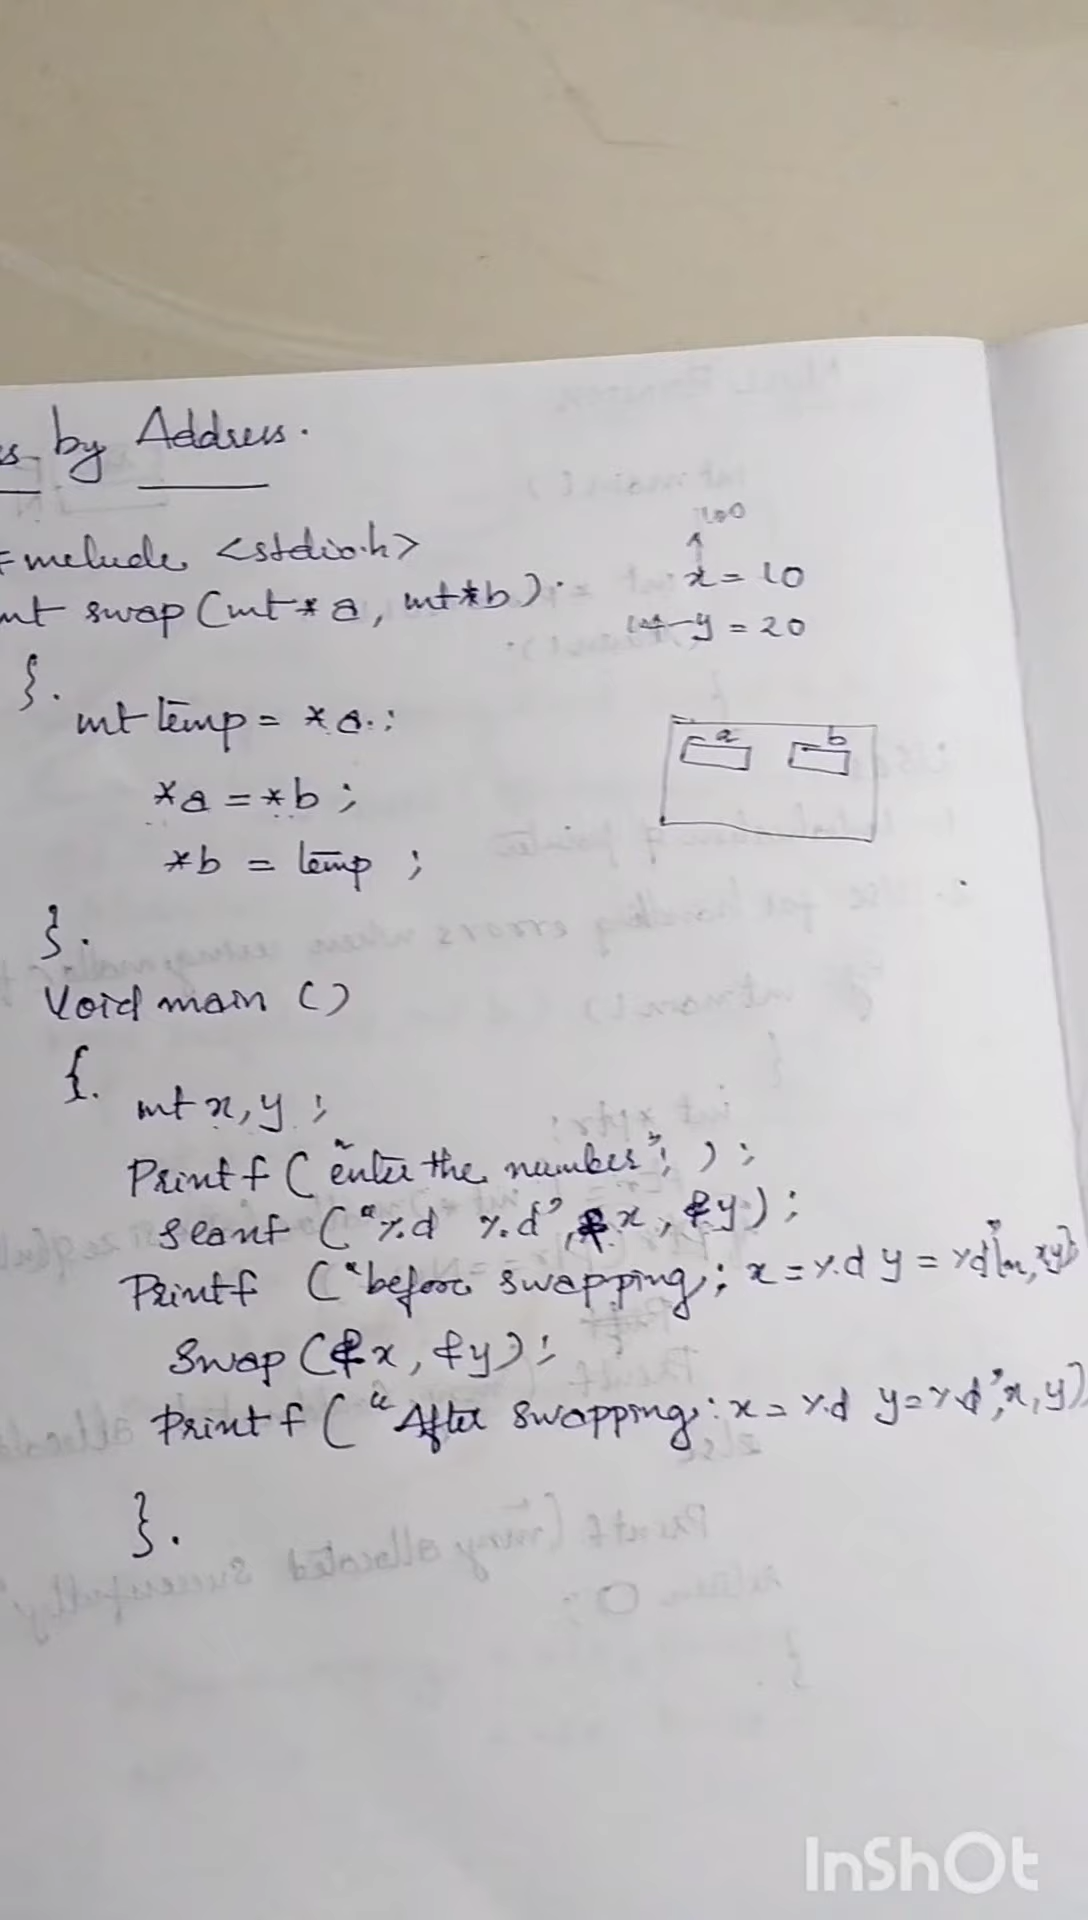 by Address.
include <stdio.h>
int swap (int * a, int *b)
100
x = 10
y = 20
}.
int temp = *a;
a b
*a = *b ;
*b = temp ;
}.
Void main ()
{.
int x, y ;
Printf ( "enter the number"; ) ;
Scanf ("%d %d", &x, &y);
Printf ("before swapping; x = %d y = %d\n", x,y);
Swap (&x, &y);
Printf ("After swapping: x = %d y = %d", x, y)
}.
InShOt